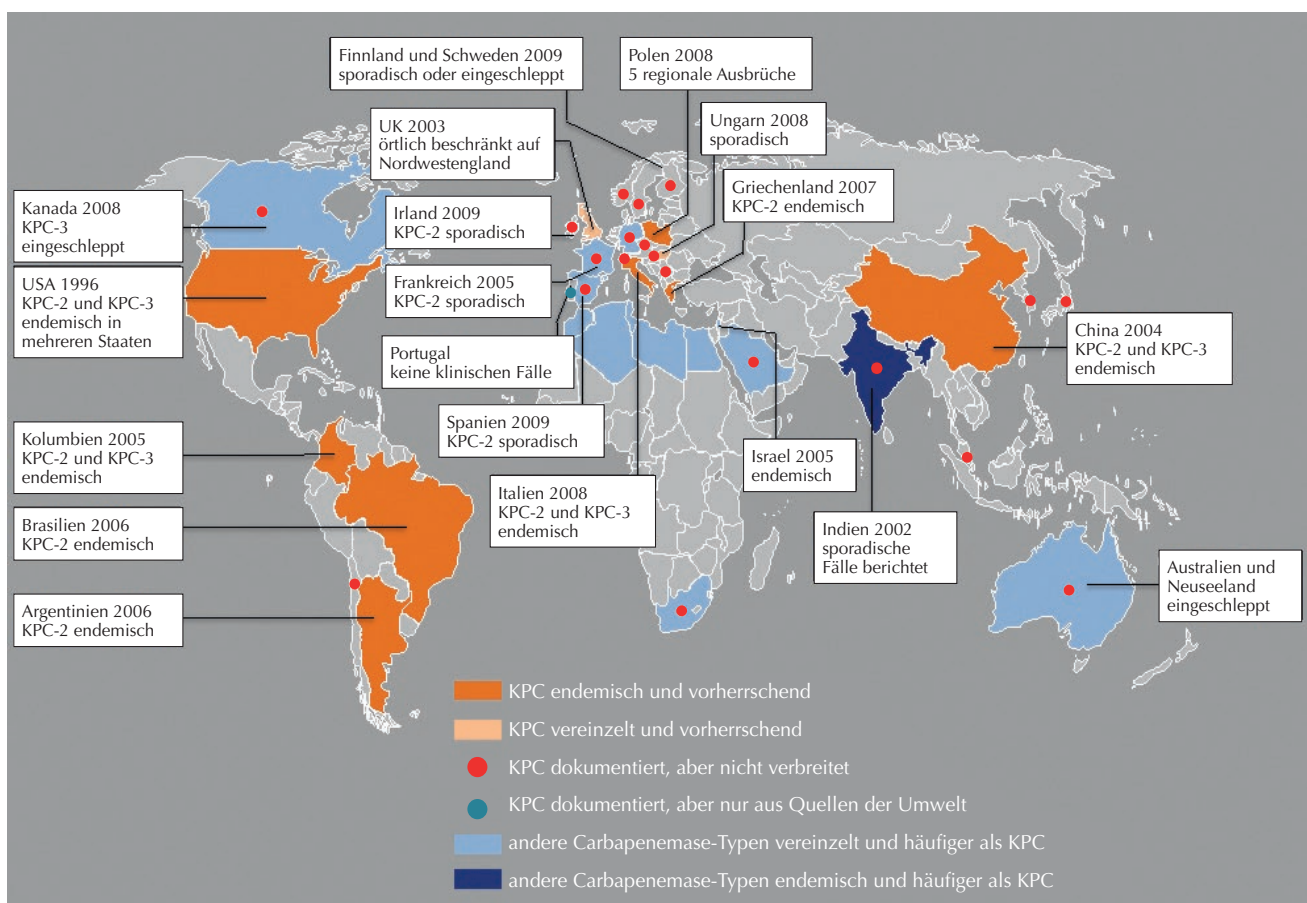 Finnland und Schweden 2009
sporadisch oder eingeschleppt
Polen 2008
5 regionale Ausbrüche
UK 2003
örtlich beschränkt auf
Nordwestengland
Ungarn 2008
sporadisch
Griechenland 2007
KPC-2 endemisch
Kanada 2008
KPC-3
eingeschleppt
Irland 2009
KPC-2 sporadisch
USA 1996
KPC-2 und KPC-3
endemisch in
mehreren Staaten
Frankreich 2005
KPC-2 sporadisch
China 2004
KPC-2 und KPC-3
endemisch
Portugal
keine klinischen Fälle
Spanien 2009
KPC-2 sporadisch
Kolumbien 2005
KPC-2 und KPC-3
endemisch
Israel 2005
endemisch
Italien 2008
KPC-2 und KPC-3
endemisch
Brasilien 2006
KPC-2 endemisch
Indien 2002
sporadische
Fälle berichtet
Australien und
Neuseeland
eingeschleppt
Argentinien 2006
KPC-2 endemisch
KPC endemisch und vorherrschend
KPC vereinzelt und vorherrschend
KPC dokumentiert, aber nicht verbreitet
KPC dokumentiert, aber nur aus Quellen der Umwelt
andere Carbapenemase-Typen vereinzelt und häufiger als KPC
andere Carbapenemase-Typen endemisch und häufiger als KPC